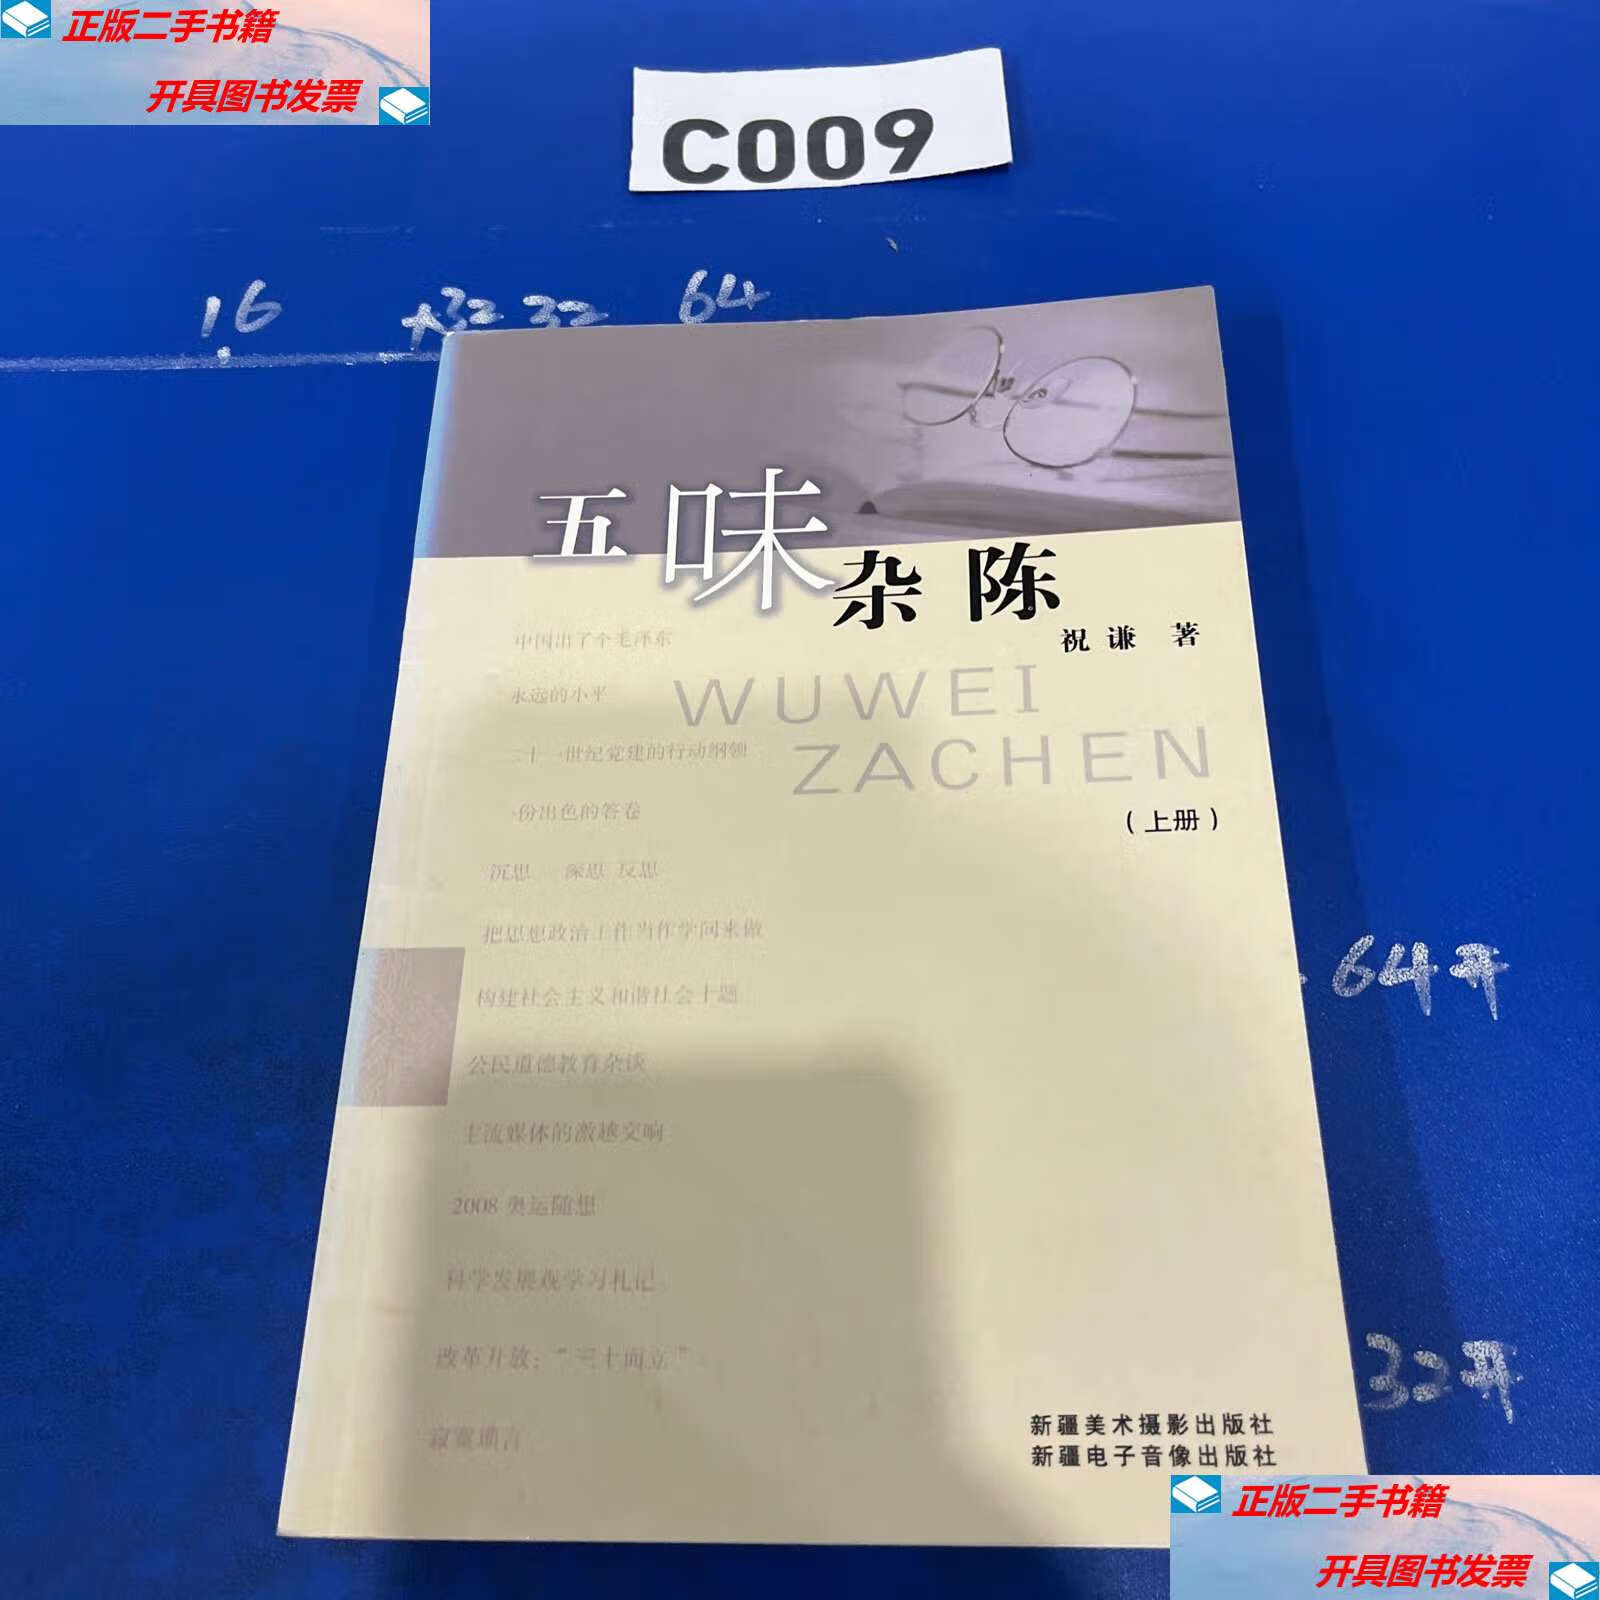 正版二手书籍
开具图书发票
C009
16
32 32
64
五味杂陈
祝谦 著
WUWEI
ZACHEN
（上册）
中国出了个毛泽东
永远的小平
二十一世纪党建的行动纲领
一份出色的答卷
沉思 深思 反思
把思想政治工作当作学问来做
构建社会主义和谐社会十题
公民道德教育杂谈
主流媒体的激越交响
2008 奥运随想
科学发展观学习札记
改革开放：“三十而立”
寂寞琐言
64开
32开
新疆美术摄影出版社
新疆电子音像出版社
正版二手书籍
开具图书发票